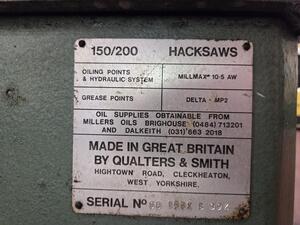 150/200 HACKSAWS
OILING POINTS & HYDRAULIC SYSTEM MILLMAX* 10·5 AW
GREASE POINTS DELTA - MP2
OIL SUPPLIES OBTAINABLE FROM
MILLERS OILS BRIGHOUSE (0484) 713201
AND DALKEITH (031) 663 2018
MADE IN GREAT BRITAIN
BY QUALTERS & SMITH
HIGHTOWN ROAD, CLECKHEATON,
WEST YORKSHIRE.
SERIAL Nº